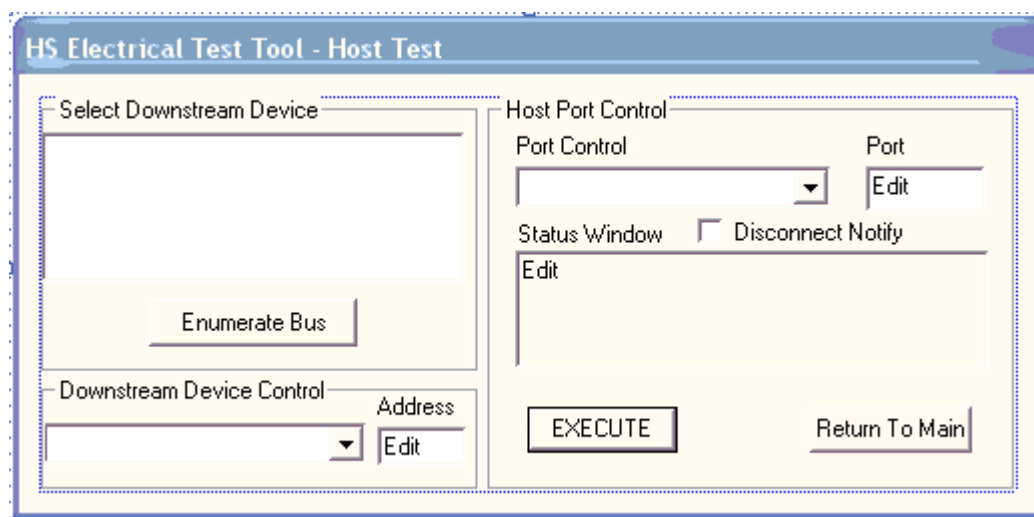 HS Electrical Test Tool - Host Test
Select Downstream Device
Enumerate Bus
Downstream Device Control
Address
Edit
Host Port Control
Port Control
Port
Edit
Status Window
Disconnect Notify
Edit
EXECUTE
Return To Main